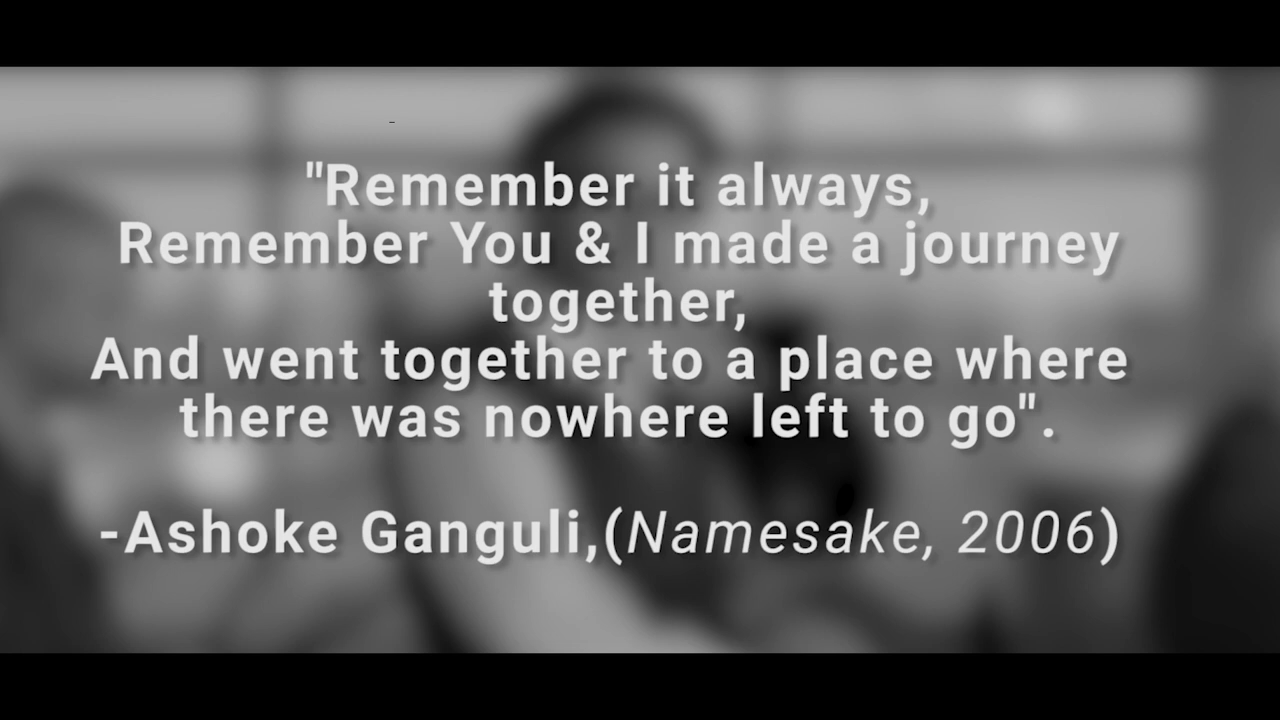 "Remember it always,
Remember You & I made a journey
together,
And went together to a place where
there was nowhere left to go".
-Ashoke Ganguli,(Namesake, 2006)